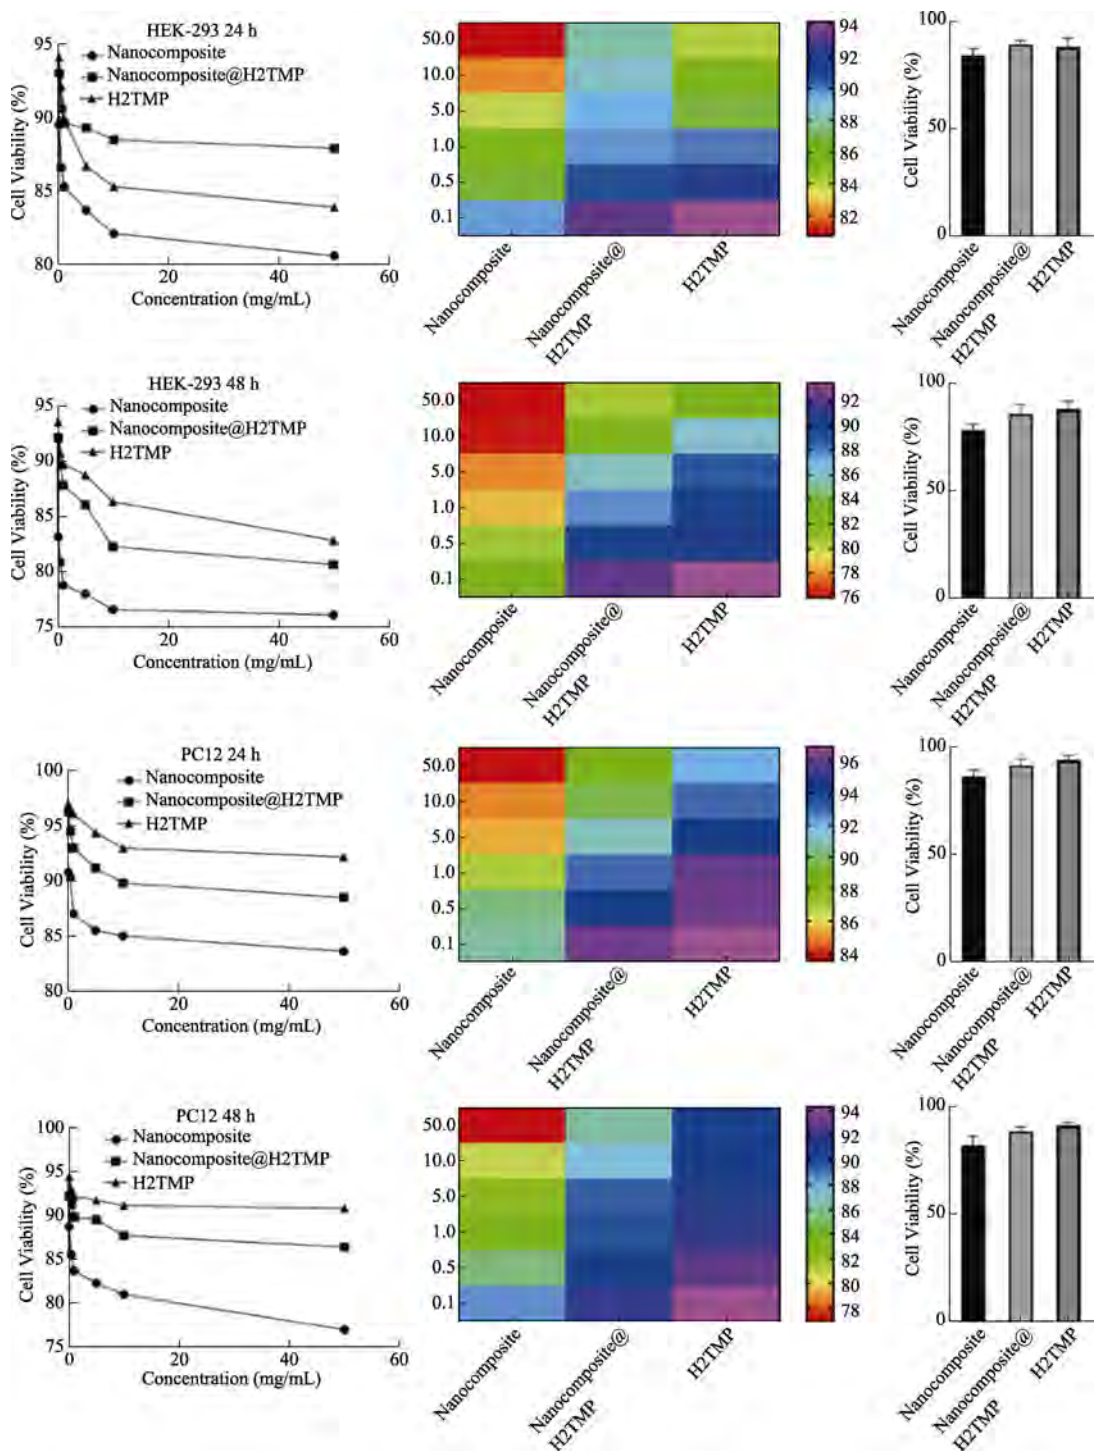 HEK-293 24 h
Nanocomposite
Nanocomposite@H2TMP
H2TMP
Cell Viability (%)
95
90
85
80
0
20
40
60
Concentration (mg/mL)
50.0
10.0
5.0
1.0
0.5
0.1
Nanocomposite
Nanocomposite@
H2TMP
H2TMP
94
92
90
88
86
84
82
Cell Viability (%)
100
50
0
Nanocomposite
Nanocomposite@
H2TMP
H2TMP
HEK-293 48 h
Nanocomposite
Nanocomposite@H2TMP
H2TMP
Cell Viability (%)
95
90
85
80
75
0
20
40
60
Concentration (mg/mL)
50.0
10.0
5.0
1.0
0.5
0.1
Nanocomposite
Nanocomposite@
H2TMP
H2TMP
92
90
88
86
84
82
80
78
76
Cell Viability (%)
100
50
0
Nanocomposite
Nanocomposite@
H2TMP
H2TMP
PC12 24 h
Nanocomposite
Nanocomposite@H2TMP
H2TMP
Cell Viability (%)
100
95
90
85
80
0
20
40
60
Concentration (mg/mL)
50.0
10.0
5.0
1.0
0.5
0.1
Nanocomposite
Nanocomposite@
H2TMP
H2TMP
96
94
92
90
88
86
84
Cell Viability (%)
100
50
0
Nanocomposite
Nanocomposite@
H2TMP
H2TMP
PC12 48 h
Nanocomposite
Nanocomposite@H2TMP
H2TMP
Cell Viability (%)
100
95
90
85
80
75
0
20
40
60
Concentration (mg/mL)
50.0
10.0
5.0
1.0
0.5
0.1
Nanocomposite
Nanocomposite@
H2TMP
H2TMP
94
92
90
88
86
84
82
80
78
Cell Viability (%)
100
50
0
Nanocomposite
Nanocomposite@
H2TMP
H2TMP